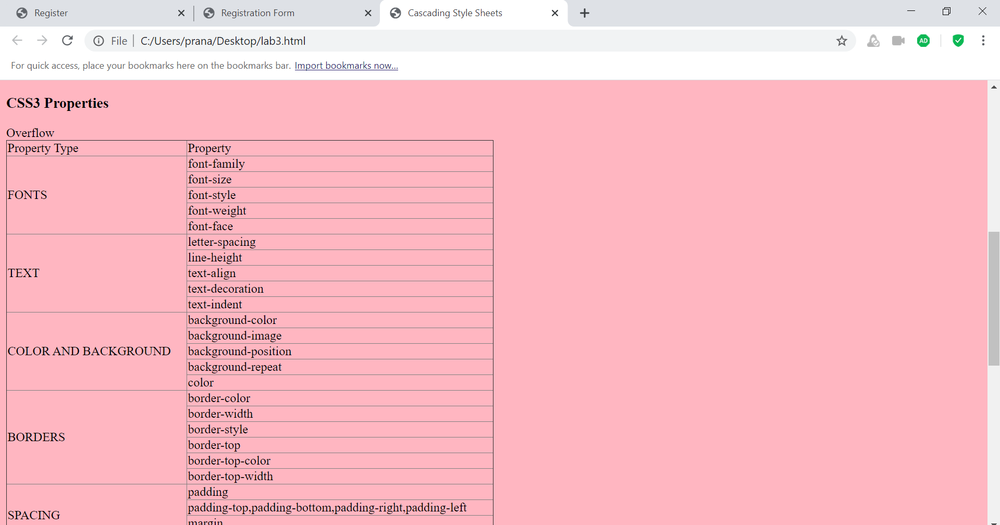 Register
Registration Form
Cascading Style Sheets
File
C:/Users/prana/Desktop/lab3.html
AD
For quick access, place your bookmarks here on the bookmarks bar. Import bookmarks now...
CSS3 Properties
Overflow
Property Type Property
FONTS
font-family
font-size
font-style
font-weight
font-face
TEXT
letter-spacing
line-height
text-align
text-decoration
text-indent
COLOR AND BACKGROUND
background-color
background-image
background-position
background-repeat
color
BORDERS
border-color
border-width
border-style
border-top
border-top-color
border-top-width
SPACING
padding
padding-top,padding-bottom,padding-right,padding-left
margin